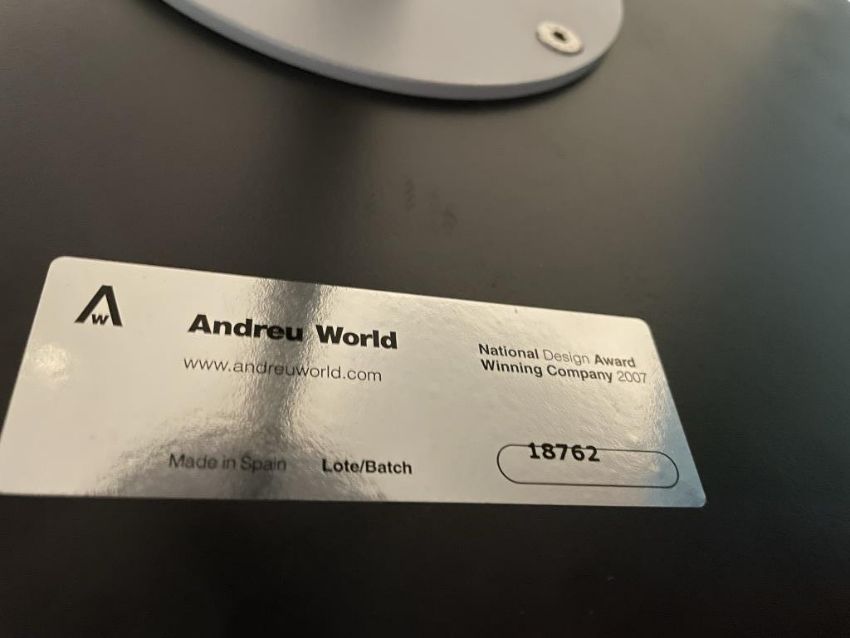 W
Andreu World
www.andreuworld.com
National Design Award
Winning Company 2007
Made in Spain Lote/Batch 18762